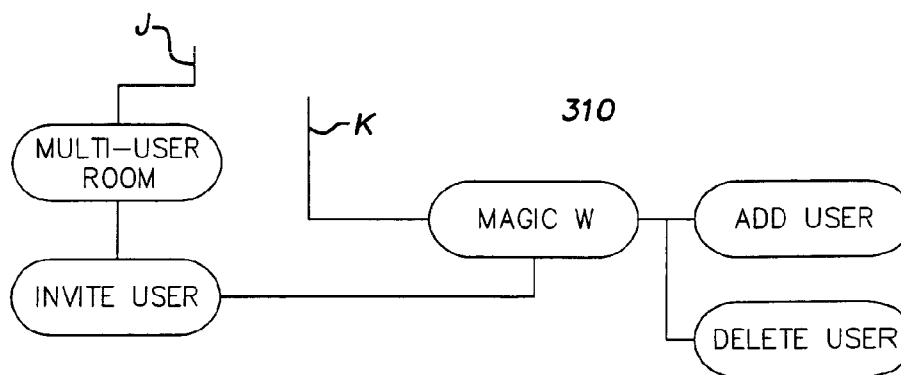 J
K
310
MULTI-USER
ROOM
MAGIC W
ADD USER
INVITE USER
DELETE USER